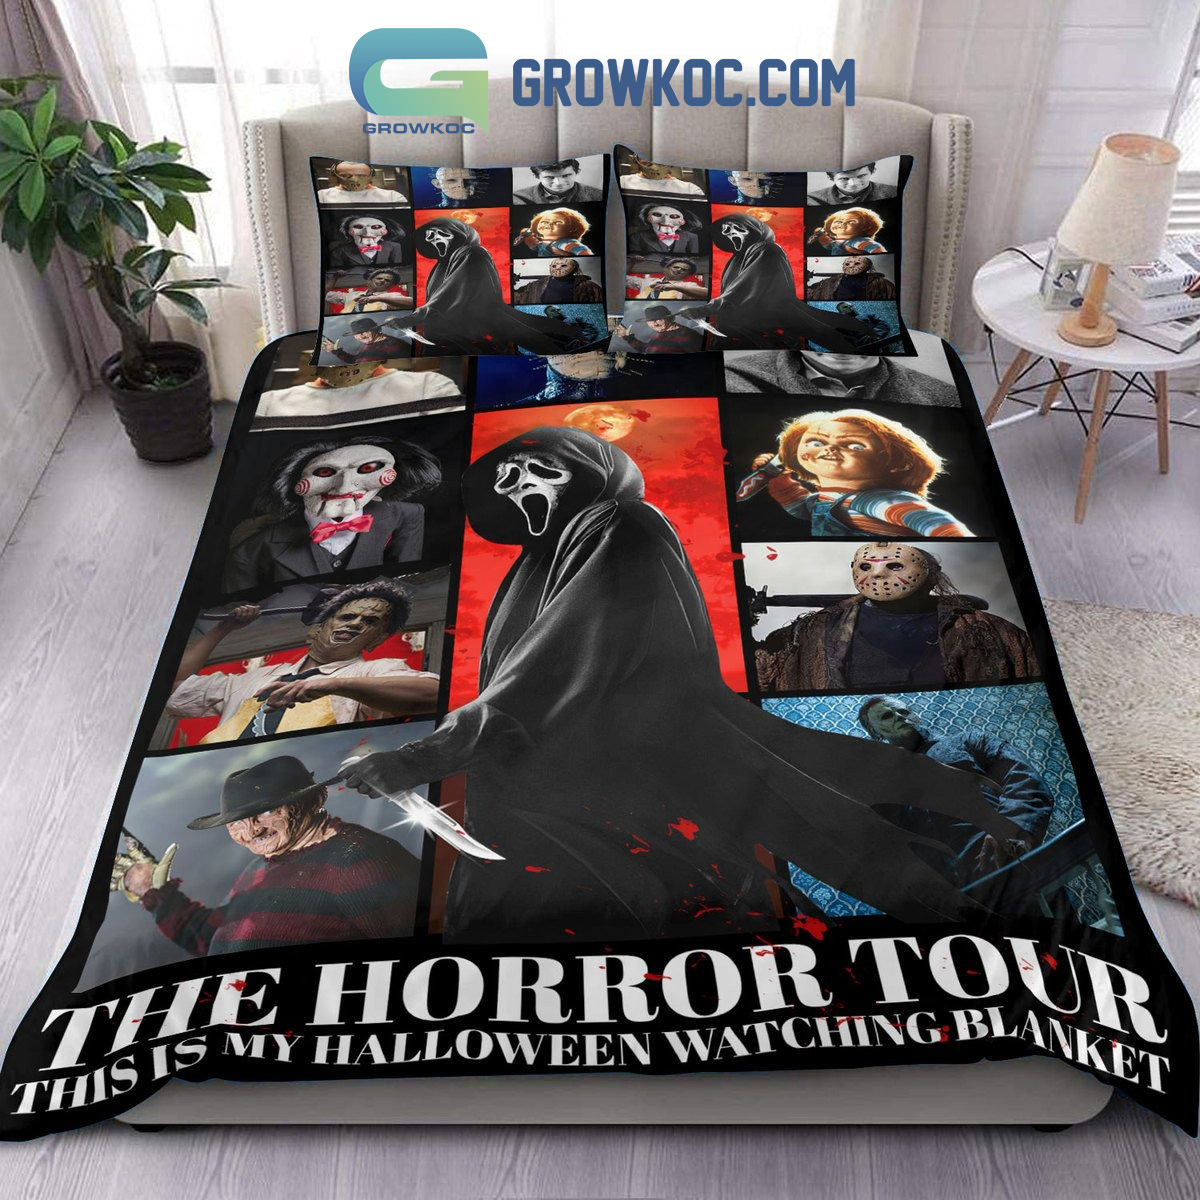 GROWKOC.COM
GROWKOC
THE HORROR TOUR
THIS IS MY HALLOWEEN WATCHING BLANKET